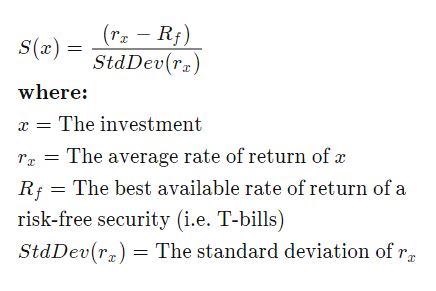 S(x) = (r_x − R_f) / StdDev(r_x)
where:
x = The investment
r_x = The average rate of return of x
R_f = The best available rate of return of a
risk-free security (i.e. T-bills)
StdDev(r_x) = The standard deviation of r_x